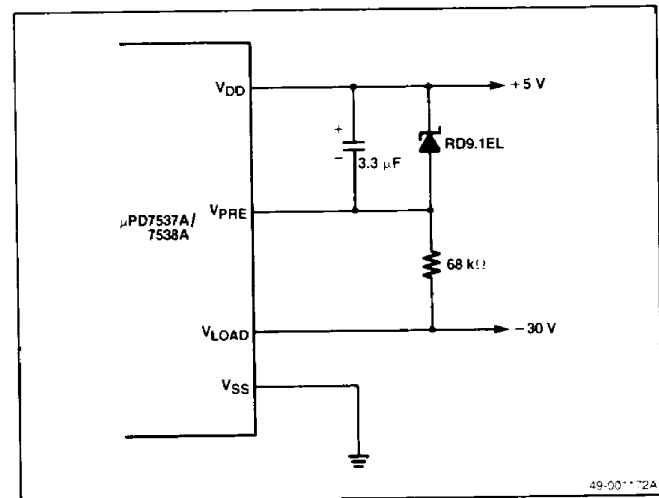 VDD
+5 V
+
−
3.3 μF
RD9.1EL
μPD7537A/
7538A
VPRE
68 kΩ
VLOAD
−30 V
VSS